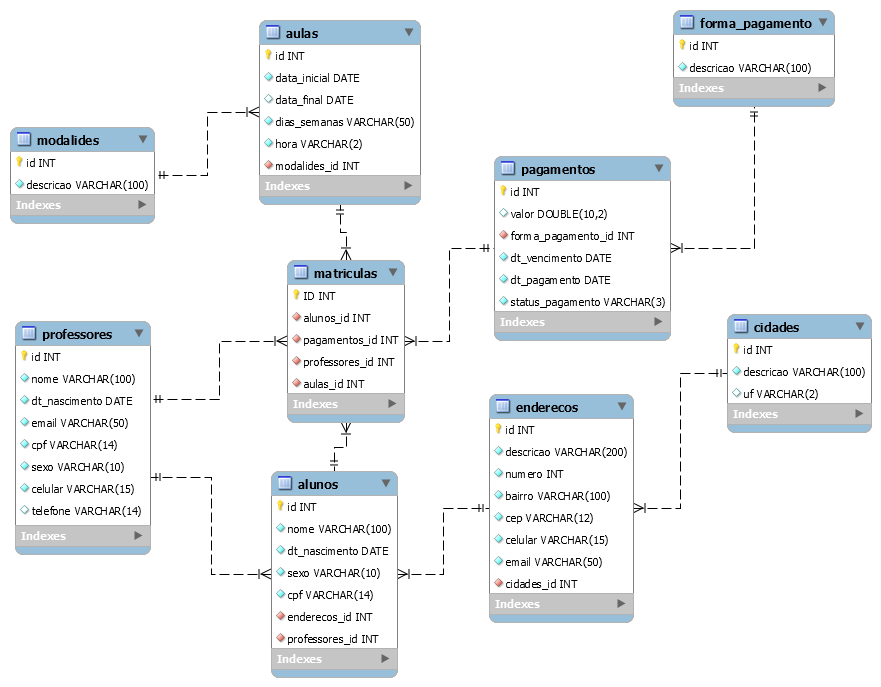 aulas
id INT
data_inicial DATE
data_final DATE
dias_semanas VARCHAR(50)
hora VARCHAR(2)
modalides_id INT
Indexes
forma_pagamento
id INT
descricao VARCHAR(100)
Indexes
modalides
id INT
descricao VARCHAR(100)
Indexes
pagamentos
id INT
valor DOUBLE(10,2)
forma_pagamento_id INT
dt_vencimento DATE
dt_pagamento DATE
status_pagamento VARCHAR(3)
Indexes
matriculas
ID INT
alunos_id INT
pagamentos_id INT
professores_id INT
aulas_id INT
Indexes
professores
id INT
nome VARCHAR(100)
dt_nascimento DATE
email VARCHAR(50)
cpf VARCHAR(14)
sexo VARCHAR(10)
celular VARCHAR(15)
telefone VARCHAR(14)
Indexes
cidades
id INT
descricao VARCHAR(100)
uf VARCHAR(2)
Indexes
enderecos
id INT
descricao VARCHAR(200)
numero INT
bairro VARCHAR(100)
cep VARCHAR(12)
celular VARCHAR(15)
email VARCHAR(50)
cidades_id INT
Indexes
alunos
id INT
nome VARCHAR(100)
dt_nascimento DATE
sexo VARCHAR(10)
cpf VARCHAR(14)
enderecos_id INT
professores_id INT
Indexes